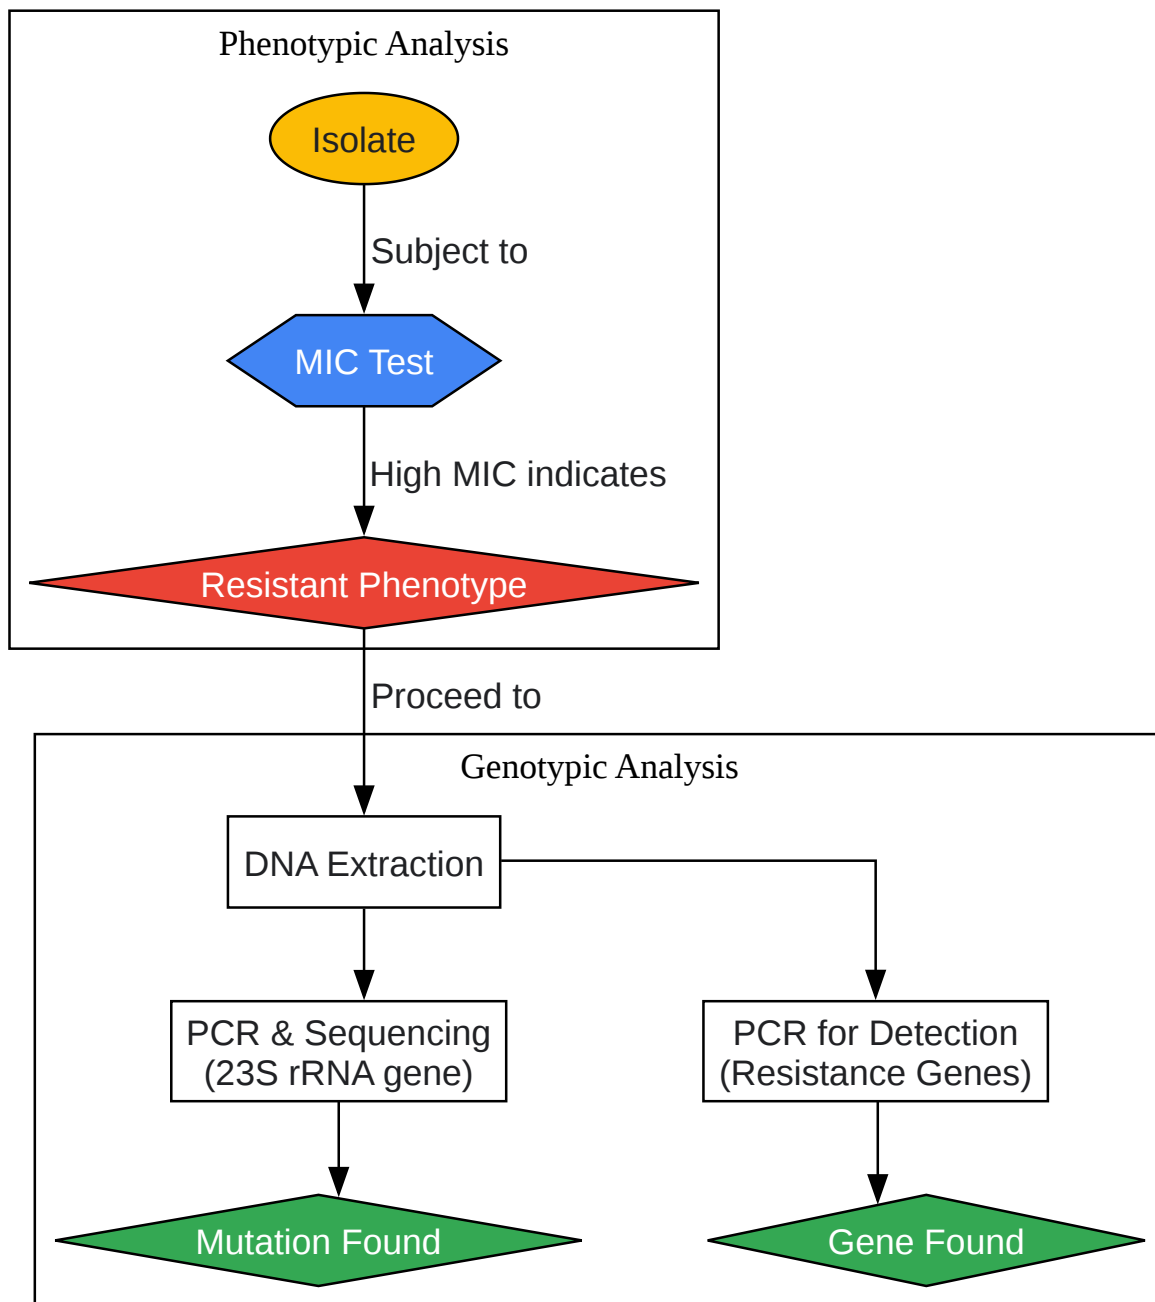 Phenotypic Analysis
Isolate
Subject to
MIC Test
High MIC indicates
Resistant Phenotype
Proceed to
Genotypic Analysis
DNA Extraction
PCR & Sequencing
(23S rRNA gene)
PCR for Detection
(Resistance Genes)
Mutation Found
Gene Found